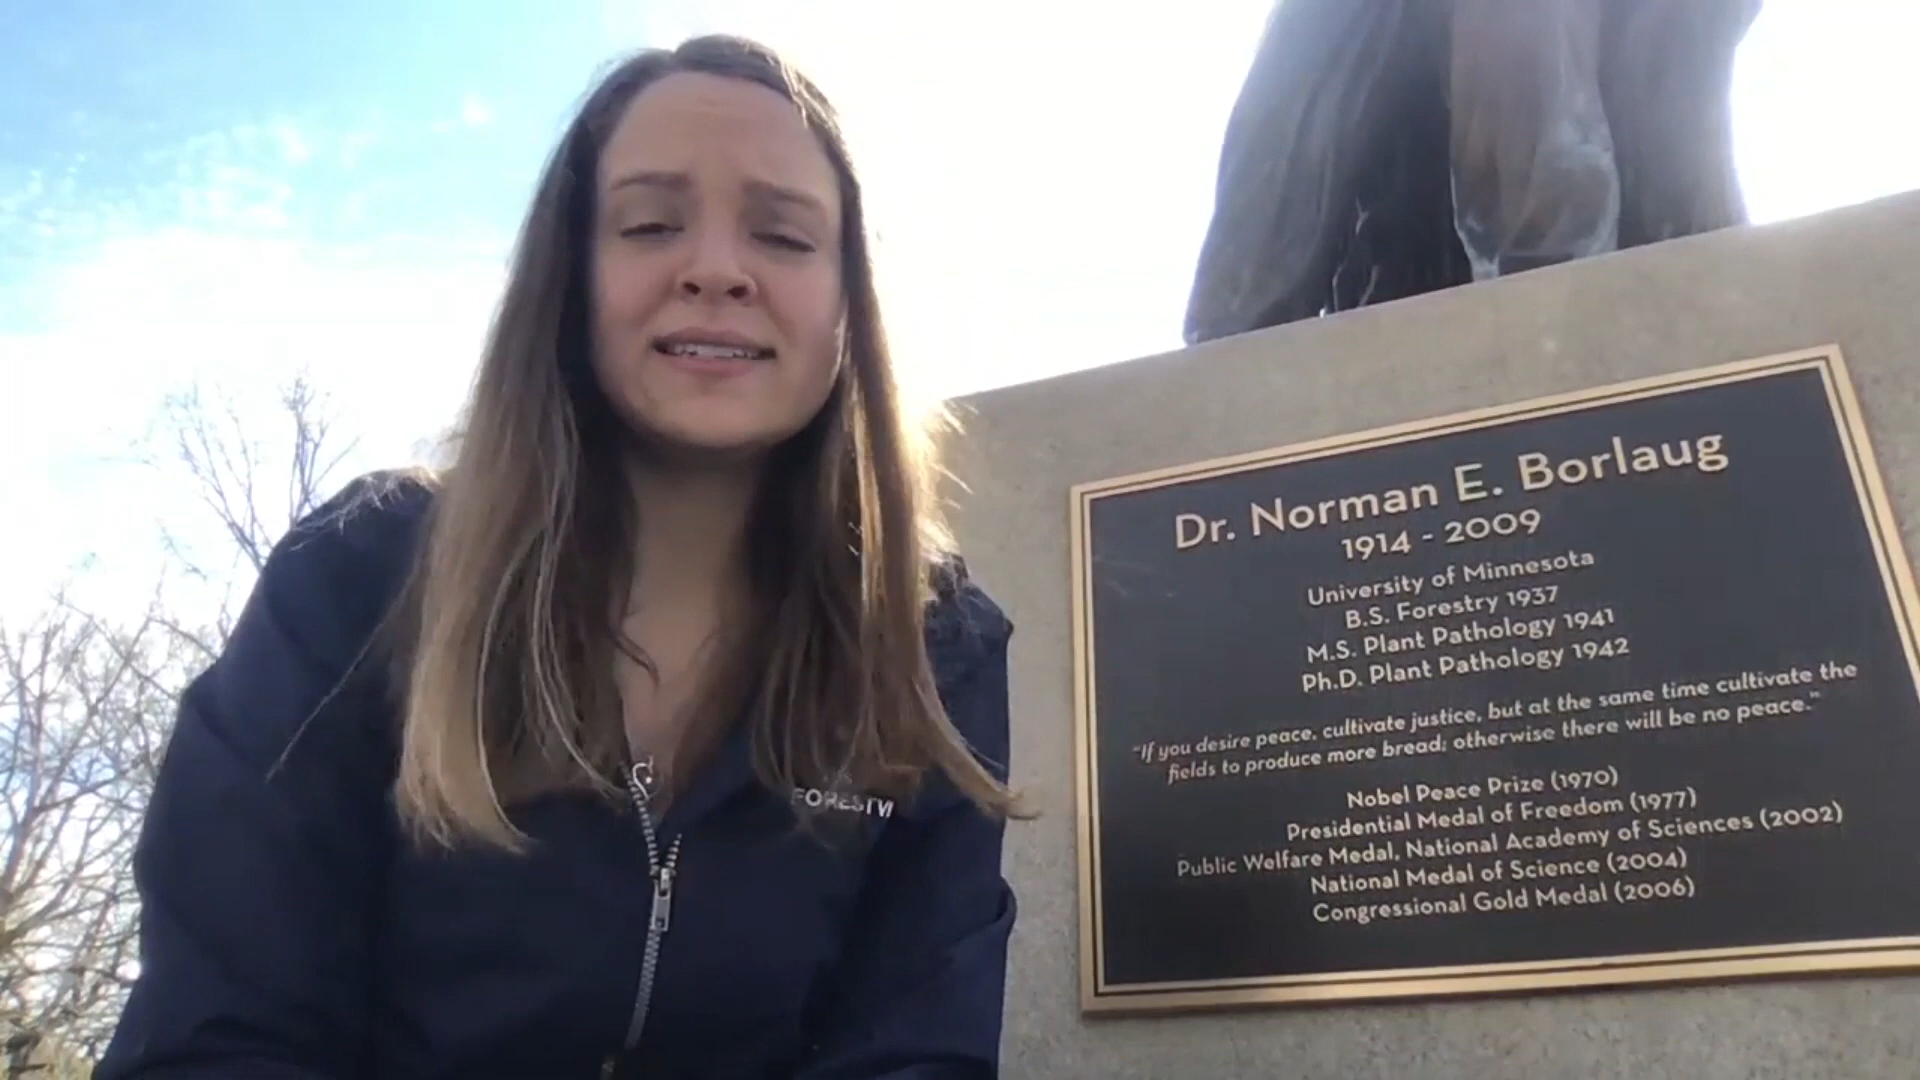 Dr. Norman E. Borlaug
1914 - 2009
University of Minnesota
B.S. Forestry 1937
M.S. Plant Pathology 1941
Ph.D. Plant Pathology 1942
"If you desire peace, cultivate justice, but at the same time cultivate the
fields to produce more bread; otherwise there will be no peace."
Nobel Peace Prize (1970)
Presidential Medal of Freedom (1977)
Public Welfare Medal, National Academy of Sciences (2002)
National Medal of Science (2004)
Congressional Gold Medal (2006)